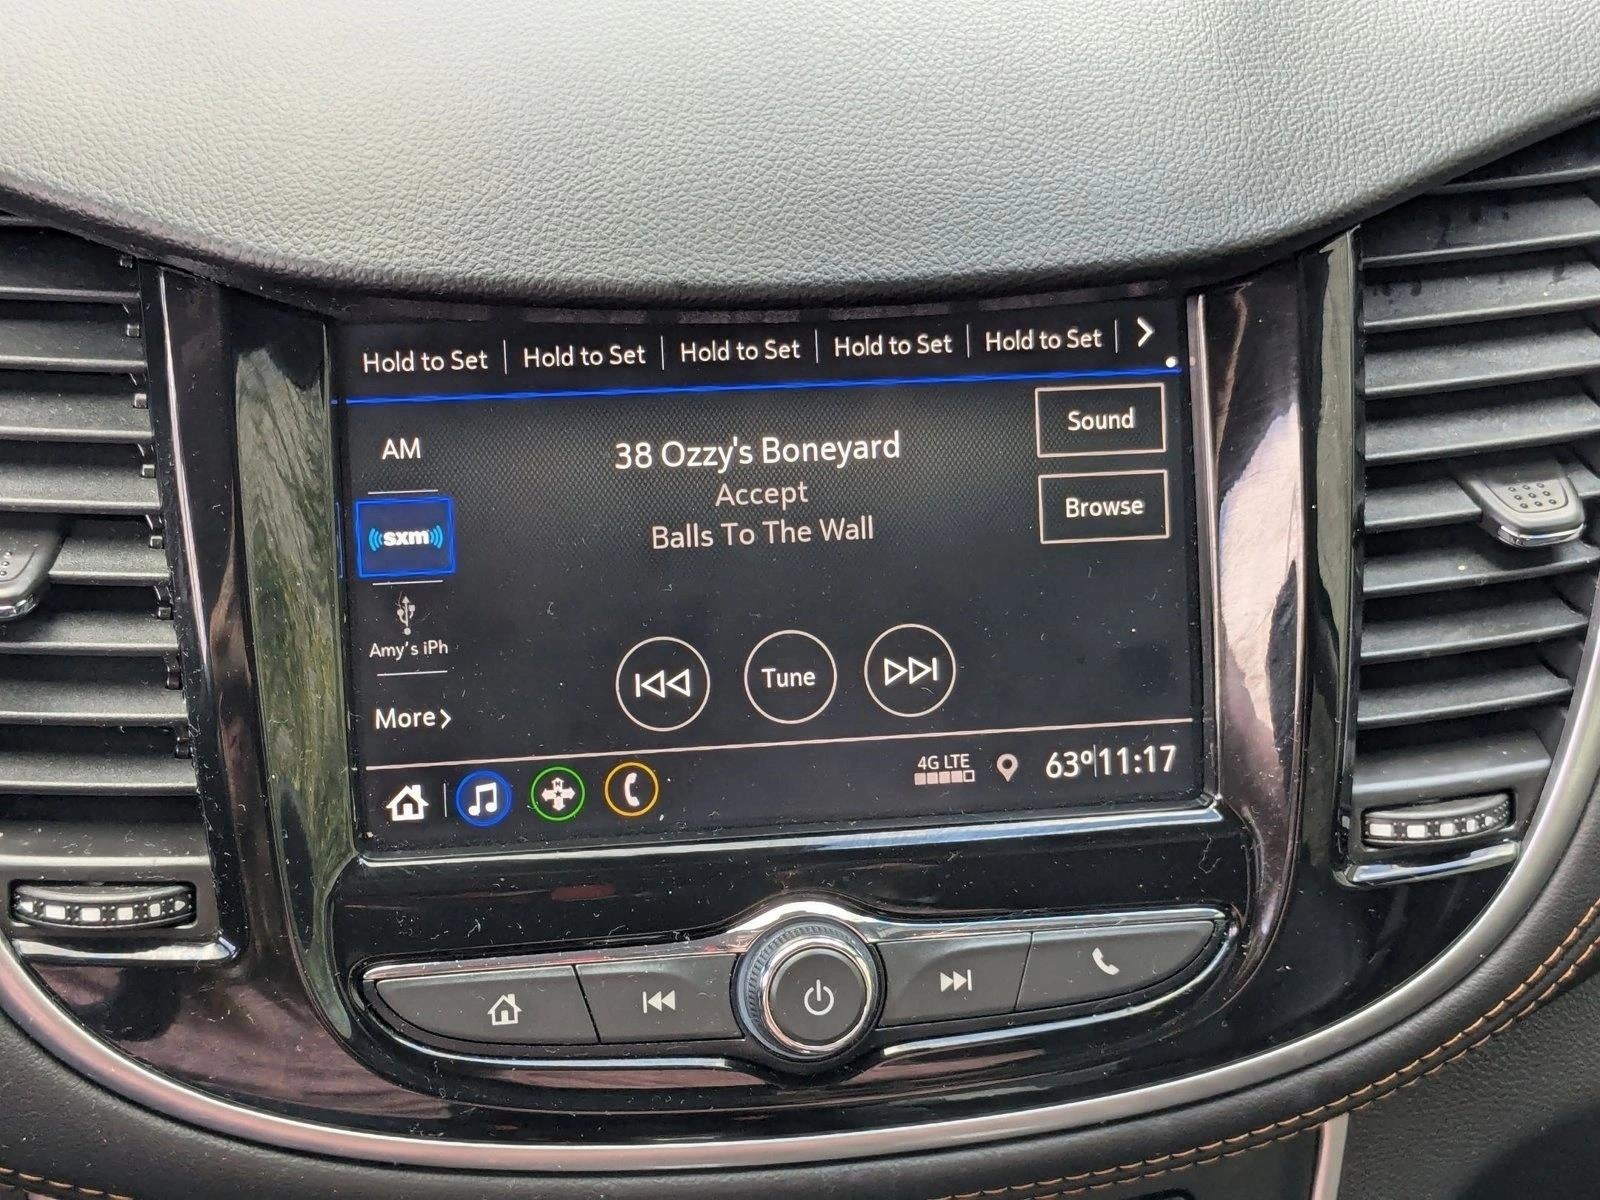 Hold to Set Hold to Set Hold to Set Hold to Set Hold to Set
AM
38 Ozzy's Boneyard
Accept
Balls To The Wall
Sound
Browse
sxm
Amy's iPh
More
Tune
4G LTE
63º 11:17